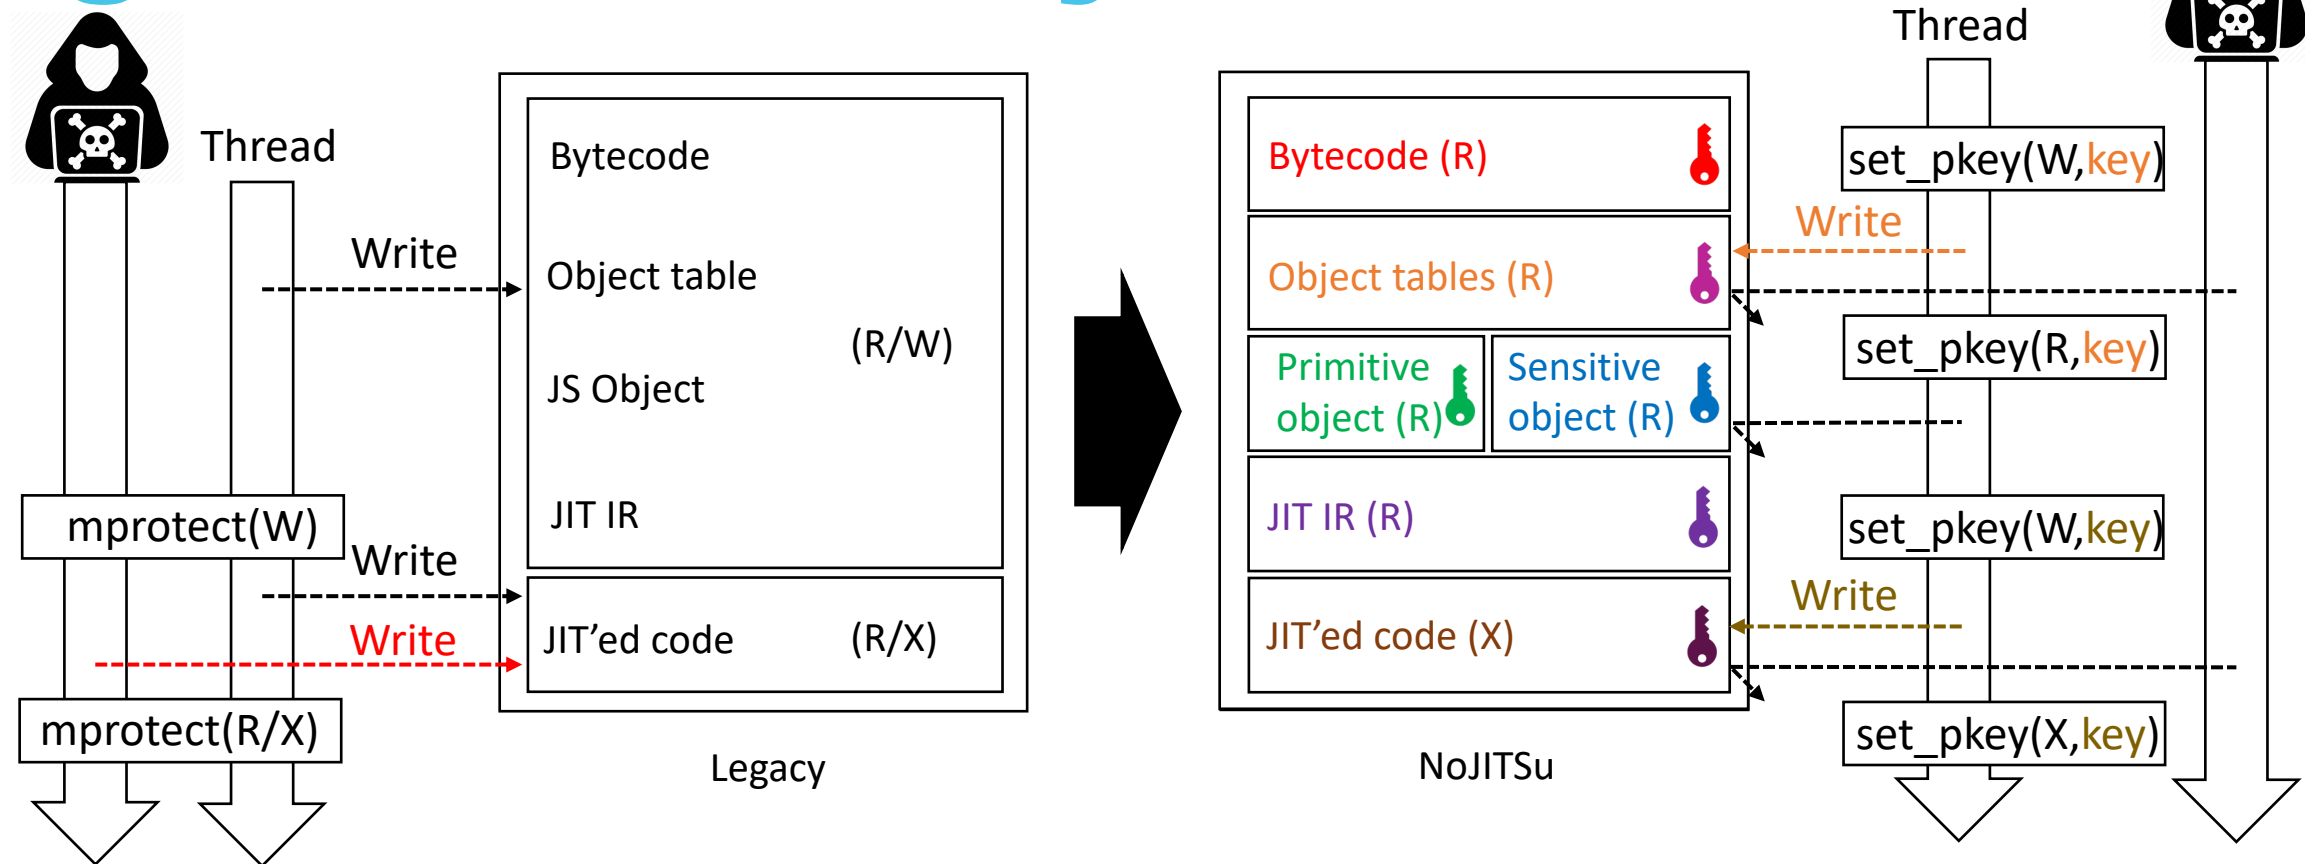 Thread
Write
mprotect(W)
Write
Write
mprotect(R/X)
Bytecode
Object table
(R/W)
JS Object
JIT IR
JIT'ed code (R/X)
Legacy
Bytecode (R)
Object tables (R)
Primitive
object (R)
Sensitive
object (R)
JIT IR (R)
JIT'ed code (X)
NoJITSu
Thread
set_pkey(W,key)
Write
set_pkey(R,key)
set_pkey(W,key)
Write
set_pkey(X,key)